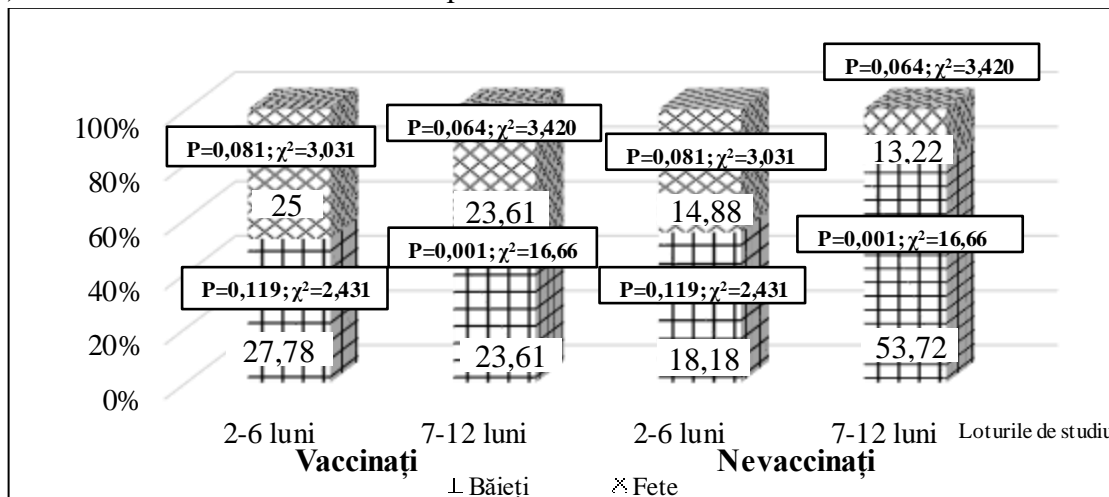 P=0,064; χ²=3,420
100%
P=0,064; χ²=3,420
P=0,081; χ²=3,031
P=0,081; χ²=3,031
13,22
80%
25
23,61
14,88
60%
P=0,001; χ²=16,66
P=0,001; χ²=16,66
40%
P=0,119; χ²=2,431
P=0,119; χ²=2,431
20%
27,78
23,61
18,18
53,72
0%
2-6 luni
7-12 luni
2-6 luni
7-12 luni
Loturile de studiu
Vaccinați
Nevaccinați
Băieți
Fete